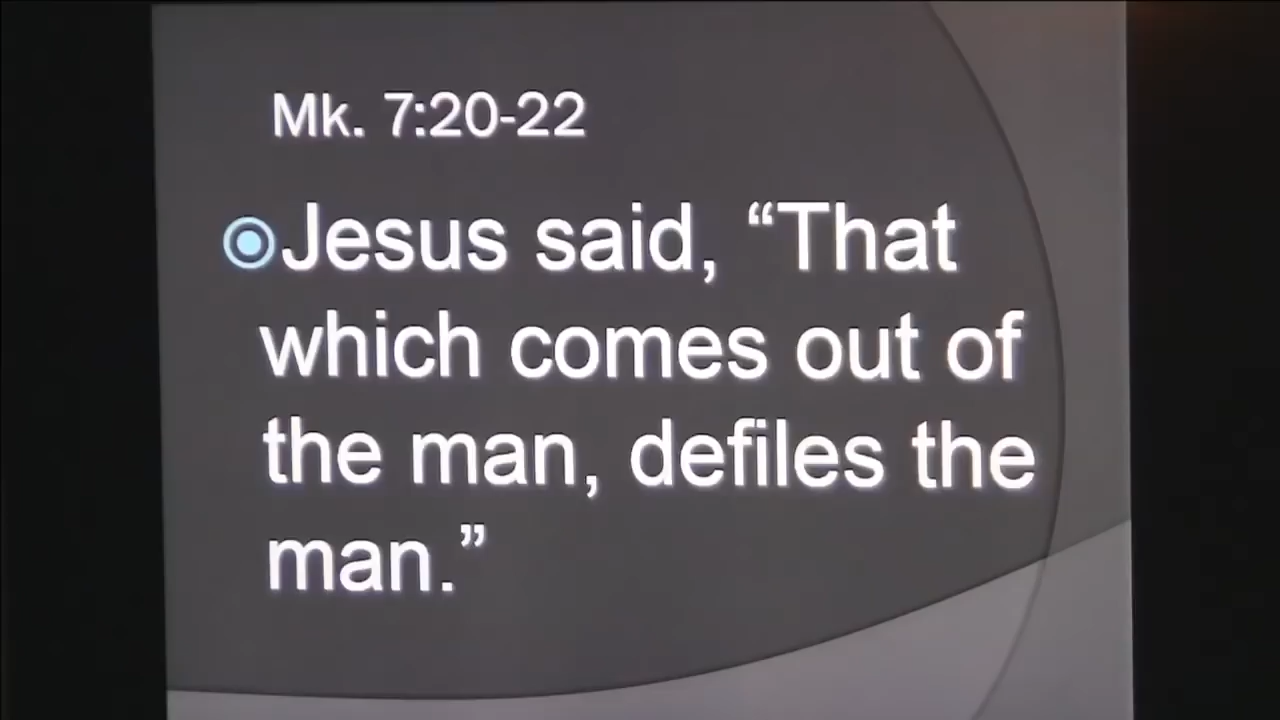 Mk. 7:20-22
Jesus said, “That
which comes out of
the man, defiles the
man.”